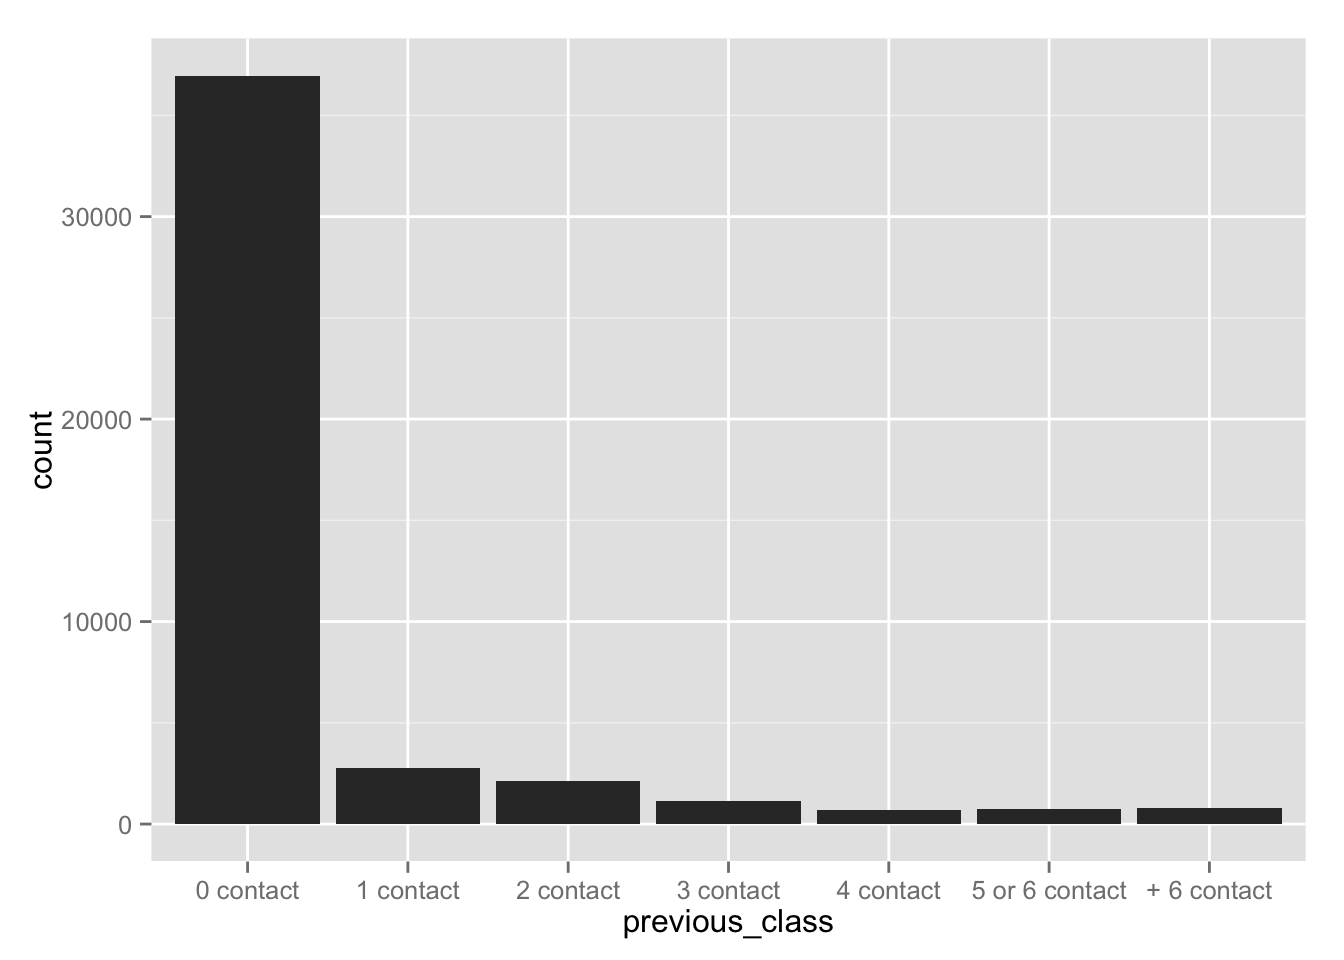 30000
20000
10000
0
count
0 contact
1 contact
2 contact
3 contact
4 contact
5 or 6 contact
+ 6 contact
previous_class